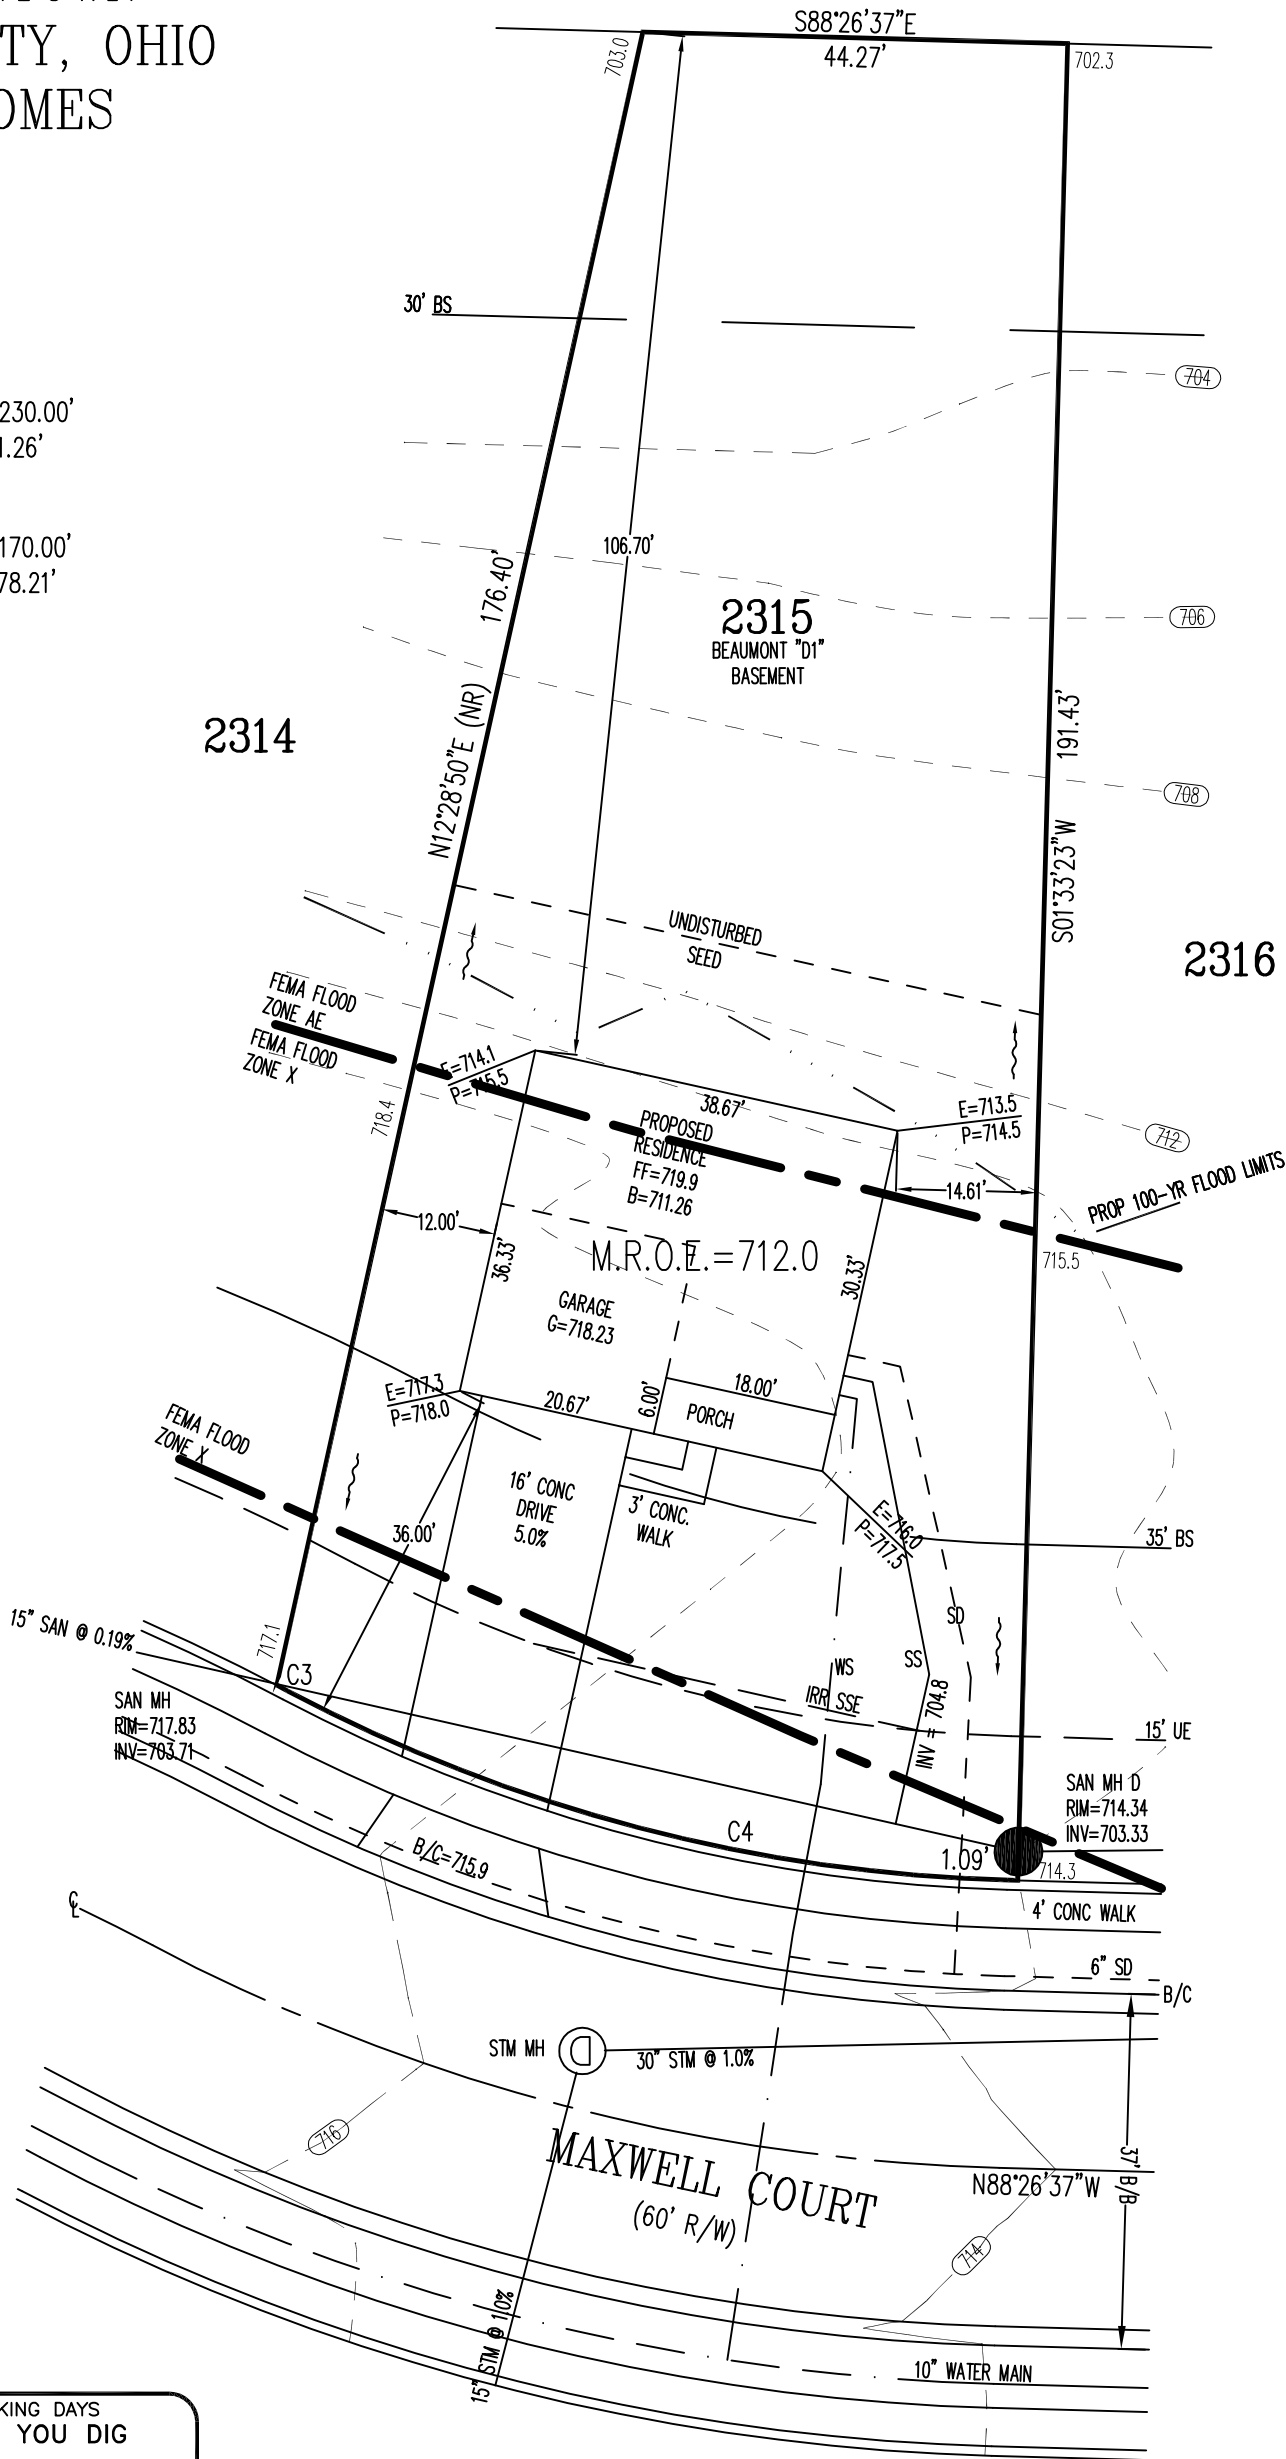 TY, OHIO
OMES
S88°26'37"E
44.27'
703.0
702.3
30' BS
704
230.00'
1.26'
170.00'
78.21'
106.70'
176.40'
2315
BEAUMONT "D1"
BASEMENT
706
N12°28'50"E (NR)
2314
191.43'
708
S01°33'23"W
UNDISTURBED
SEED
2316
FEMA FLOOD
ZONE AE
FEMA FLOOD
ZONE X
E=714.1
P=715.5
718.4
38.67'
E=713.5
P=714.5
712
PROPOSED
RESIDENCE
FF=719.9
B=711.26
14.61'
PROP 100-YR FLOOD LIMITS
12.00'
36.33'
M.R.O.E.=712.0
30.33'
715.5
GARAGE
G=718.23
E=717.3
P=718.0
20.67'
6.00'
18.00'
PORCH
FEMA FLOOD
ZONE X
16' CONC
DRIVE
5.0%
3' CONC.
WALK
36.00'
E=716.0
P=717.5
35' BS
15" SAN @ 0.19%
717.1
C3
SD
SS
WS
IRR SSE
INV = 704.8
15' UE
SAN MH
RIM=717.83
INV=703.71
SAN MH D
RIM=714.34
INV=703.33
C4
B/C=715.9
1.09'
714.3
4' CONC WALK
6" SD
B/C
STM MH
30" STM @ 1.0%
716
MAXWELL COURT
(60' R/W)
N88°26'37"W
37' B/B
714
15" STM @ 1.0%
10" WATER MAIN
KING DAYS
YOU DIG